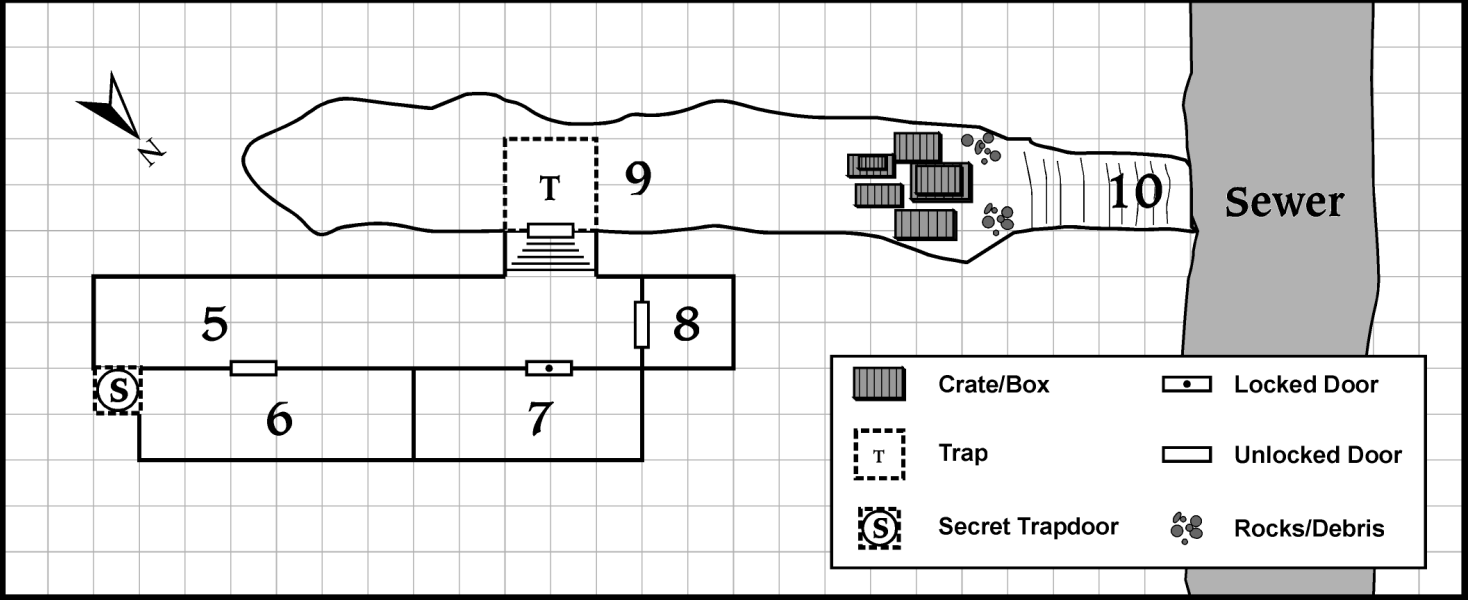 N
T
9
10
Sewer
5
8
S
6
7
Crate/Box
Locked Door
T
Trap
Unlocked Door
S
Secret Trapdoor
Rocks/Debris